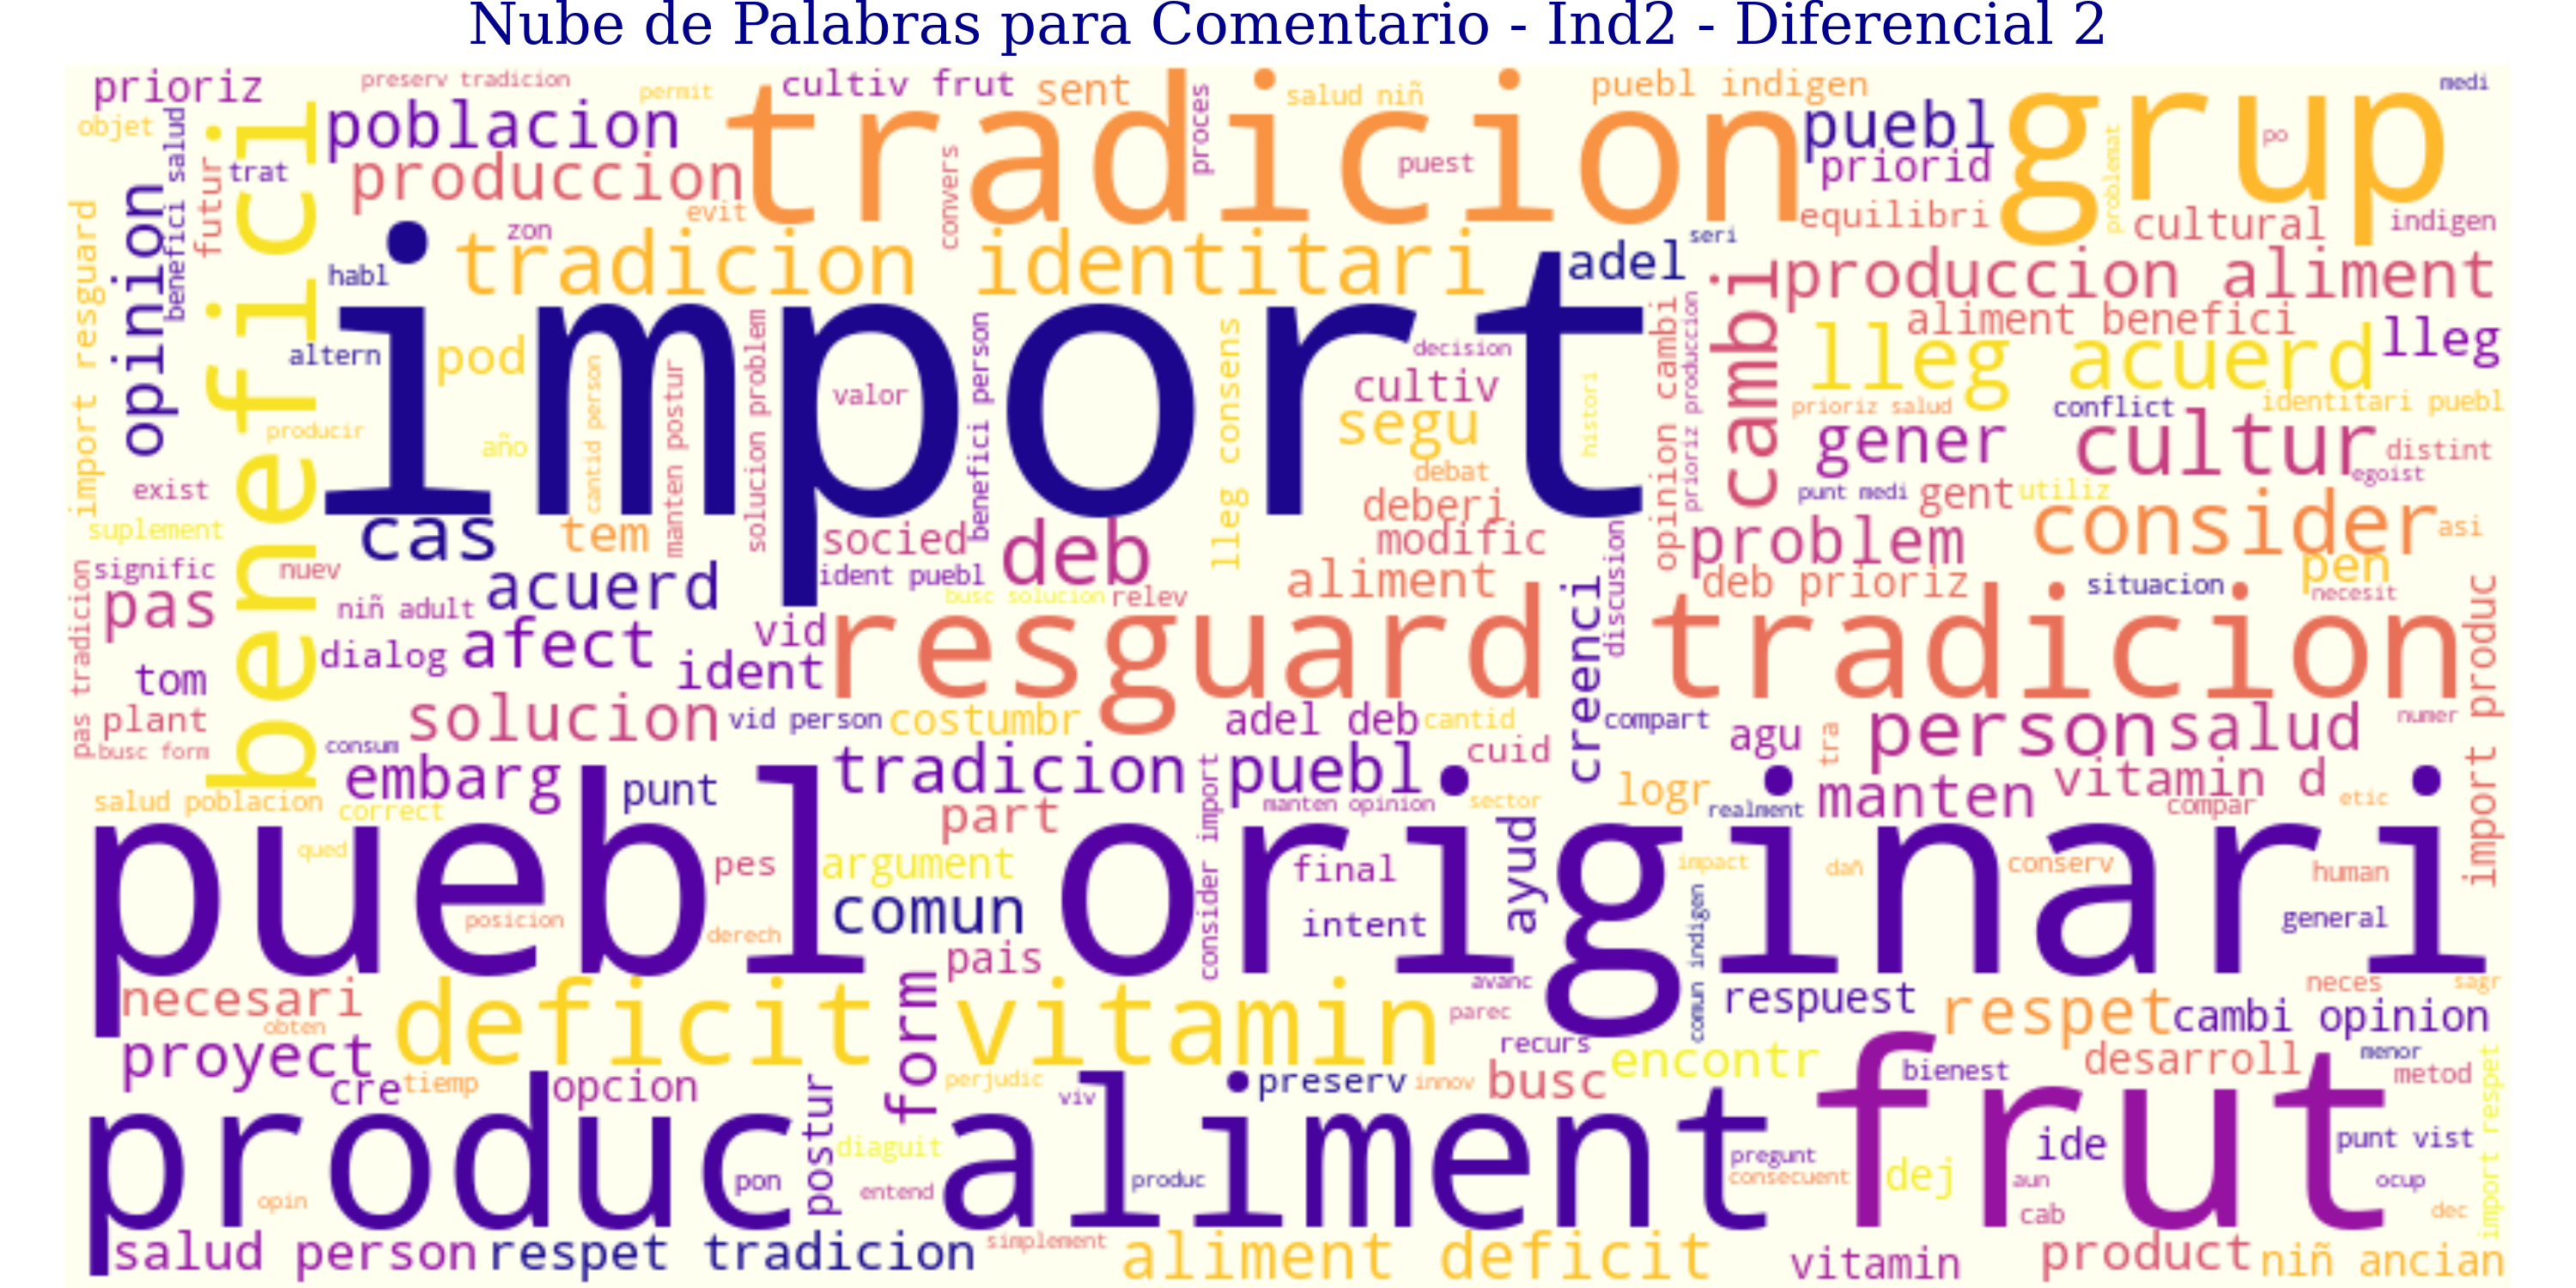 Nube de Palabras para Comentario - Ind2 - Diferencial 2
prioriz
preserv tradicion
permit
cultiv frut
sent
proces
salud niñ
puebl indigen
medi
objet
benefici salud
futur
trat
poblacion
tradicion
puebl
grup
po
problenat
produccion
convers
puest
priorid
evit
equilibri
cultural
indigen
opinion
benefici
import resguard
zon
habl
tradicion identitari
adel
seri
cambi
produccion aliment
import
altern
pod
cantid person
manten postur
solucion problem
valor
benefici person
lleg consens
decision
cultiv
segu
histori
opinion cambi
prioriz produccion
aliment benefici
lleg acuerd
lleg
prioriz salud
conflict
identitari puebl
producir
año
debat
gener
cultur
distint
egoist
exist
deberi
punt medi
gent
utiliz
suplement
cas
tem
socied
deb
modific
discusion
problem
consider
asi
signific
nuev
acuerd
ident puebl
aliment
deb prioriz
situacion
pen
necesit
pas
niñ adult
busc solucion
relev
creenci
pas tradicion
dialog
afect
vid
ident
resguard
tradicion
import produc
tom
plant
solucion
vid person
costumbr
adel deb
cantid
compart
agu
tra
person
salud
numer
busc form
consum
embarg
punt
tradicion puebl
cuid
logr
realment
manten
vitamin d
compar
etic
salud poblacion
correct
part
consider import
manten opinion
sector
puebl originari
qued
pes
argument
final
ayud
impact
dañ
conserv
human
posicion
derech
comun
intent
general
pais
comun indigen
necesari
obten
deficit vitamin
form
avanc
parec
respuest
respet
neces
sagr
cambi opinion
proyect
cre
tiemp
opcion
perjudic
viv
preserv
innov
recurs
busc
encontr
bienest
desarroll
menor
metod
import respet
produc aliment
frut
postur
diaguit
pon
entend
produc
pregunt
consecuent
dej
ide
aun
cab
punt vist
ocup
dec
opin
salud person
respet tradicion
simplement
aliment deficit
vitamin
product
niñ ancian